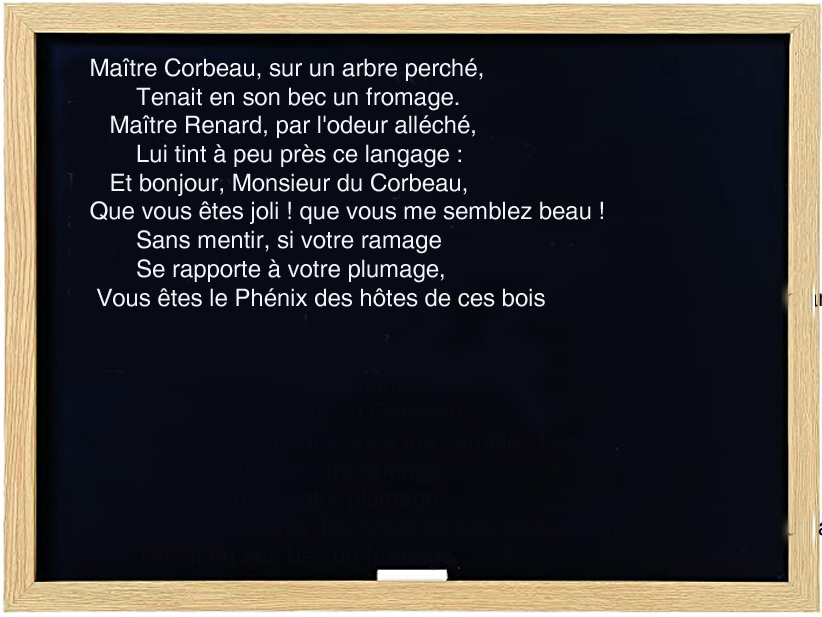 Maître Corbeau, sur un arbre perché,
Tenait en son bec un fromage.
Maître Renard, par l'odeur alléché,
Lui tint à peu près ce langage :
Et bonjour, Monsieur du Corbeau,
Que vous êtes joli ! que vous me semblez beau !
Sans mentir, si votre ramage
Se rapporte à votre plumage,
Vous êtes le Phénix des hôtes de ces bois